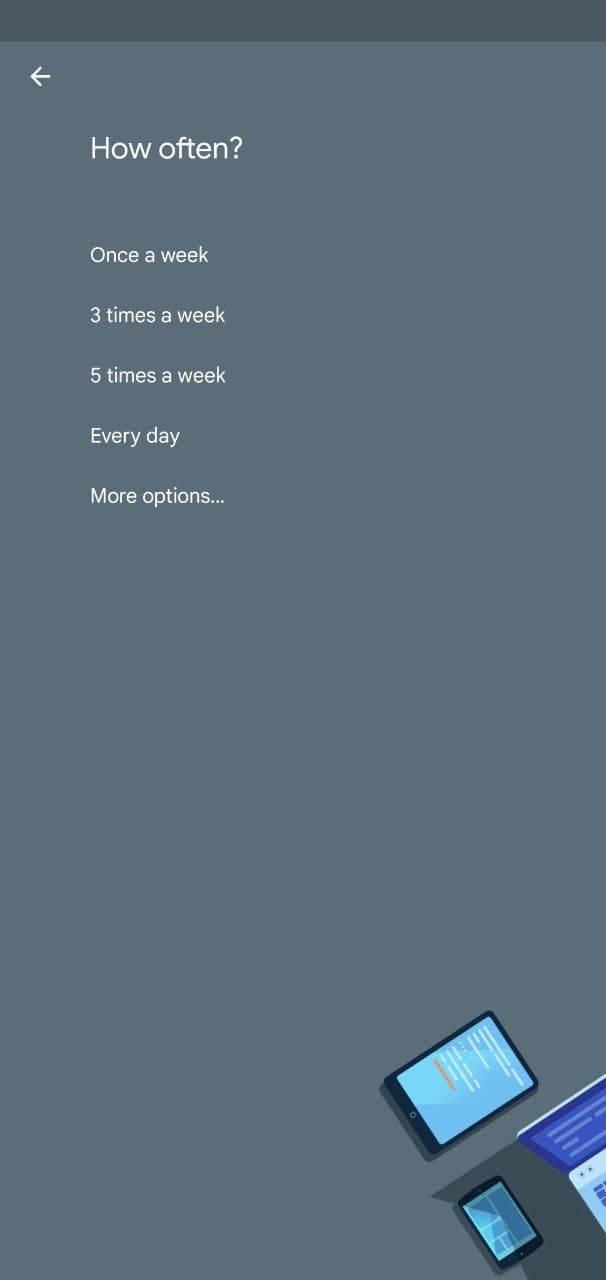 How often?
Once a week
3 times a week
5 times a week
Every day
More options...